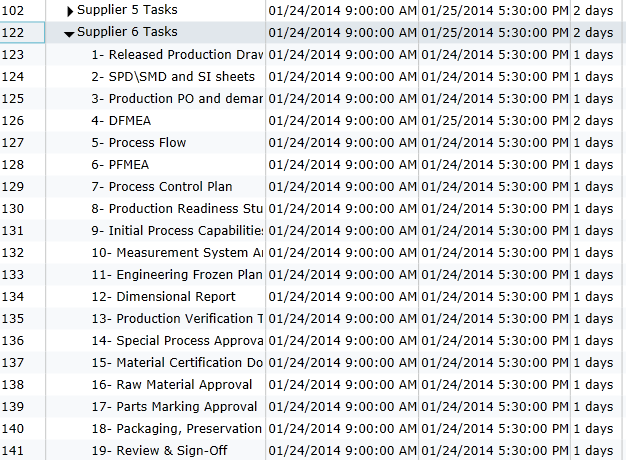 102 Supplier 5 Tasks 01/24/2014 9:00:00 AM 01/25/2014 5:30:00 PM 2 days
122 Supplier 6 Tasks 01/24/2014 9:00:00 AM 01/25/2014 5:30:00 PM 2 days
123 1- Released Production Draw 01/24/2014 9:00:00 AM 01/24/2014 5:30:00 PM 1 days
124 2- SPD\SMD and SI sheets 01/24/2014 9:00:00 AM 01/24/2014 5:30:00 PM 1 days
125 3- Production PO and demar 01/24/2014 9:00:00 AM 01/24/2014 5:30:00 PM 1 days
126 4- DFMEA 01/24/2014 9:00:00 AM 01/25/2014 5:30:00 PM 2 days
127 5- Process Flow 01/24/2014 9:00:00 AM 01/24/2014 5:30:00 PM 1 days
128 6- PFMEA 01/24/2014 9:00:00 AM 01/24/2014 5:30:00 PM 1 days
129 7- Process Control Plan 01/24/2014 9:00:00 AM 01/24/2014 5:30:00 PM 1 days
130 8- Production Readiness Stu 01/24/2014 9:00:00 AM 01/24/2014 5:30:00 PM 1 days
131 9- Initial Process Capabilities 01/24/2014 9:00:00 AM 01/24/2014 5:30:00 PM 1 days
132 10- Measurement System A 01/24/2014 9:00:00 AM 01/24/2014 5:30:00 PM 1 days
133 11- Engineering Frozen Plan 01/24/2014 9:00:00 AM 01/24/2014 5:30:00 PM 1 days
134 12- Dimensional Report 01/24/2014 9:00:00 AM 01/24/2014 5:30:00 PM 1 days
135 13- Production Verification T 01/24/2014 9:00:00 AM 01/24/2014 5:30:00 PM 1 days
136 14- Special Process Approva 01/24/2014 9:00:00 AM 01/24/2014 5:30:00 PM 1 days
137 15- Material Certification Do 01/24/2014 9:00:00 AM 01/24/2014 5:30:00 PM 1 days
138 16- Raw Material Approval 01/24/2014 9:00:00 AM 01/24/2014 5:30:00 PM 1 days
139 17- Parts Marking Approval 01/24/2014 9:00:00 AM 01/24/2014 5:30:00 PM 1 days
140 18- Packaging, Preservation 01/24/2014 9:00:00 AM 01/24/2014 5:30:00 PM 1 days
141 19- Review & Sign-Off 01/24/2014 9:00:00 AM 01/24/2014 5:30:00 PM 1 days